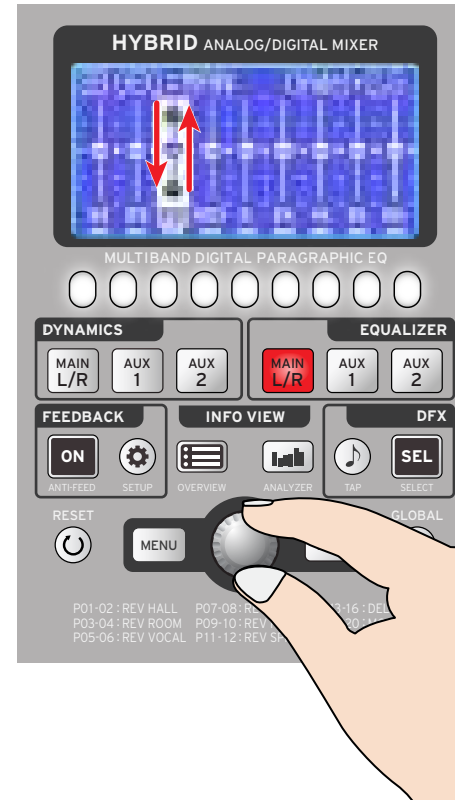 HYBRID ANALOG/DIGITAL MIXER
MULTIBAND DIGITAL PARAGRAPHIC EQ
DYNAMICS EQUALIZER
MAIN L/R AUX 1 AUX 2 MAIN L/R AUX 1 AUX 2
FEEDBACK INFO VIEW DFX
ON SEL
ANTI-FEED SETUP OVERVIEW ANALYZER TAP SELECT
RESET GLOBAL
MENU
P01-02 : REV HALL P07-08 :
P03-04 : REV ROOM P09-10 : REV
P05-06 : REV VOCAL P11-12 : REV